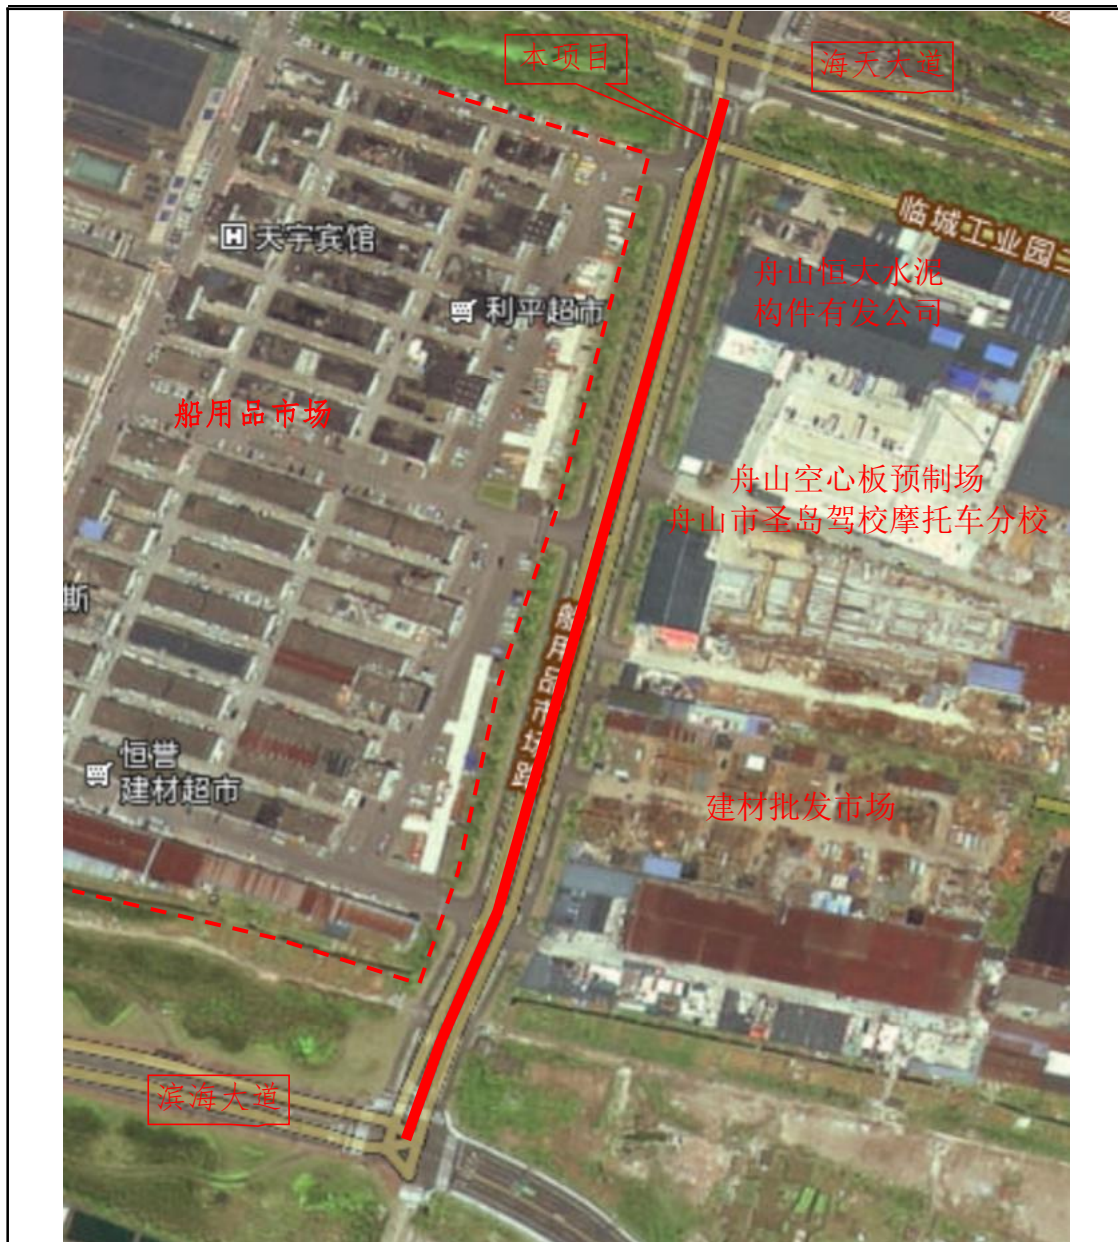 本项目
海天大道
临城工业园三
天宇宾馆
舟山恒大水泥
构件有发公司
利平超市
船用品市场
舟山空心板预制场
舟山市圣岛驾校摩托车分校
斯
船用品市场路
恒誉
建材超市
建材批发市场
滨海大道